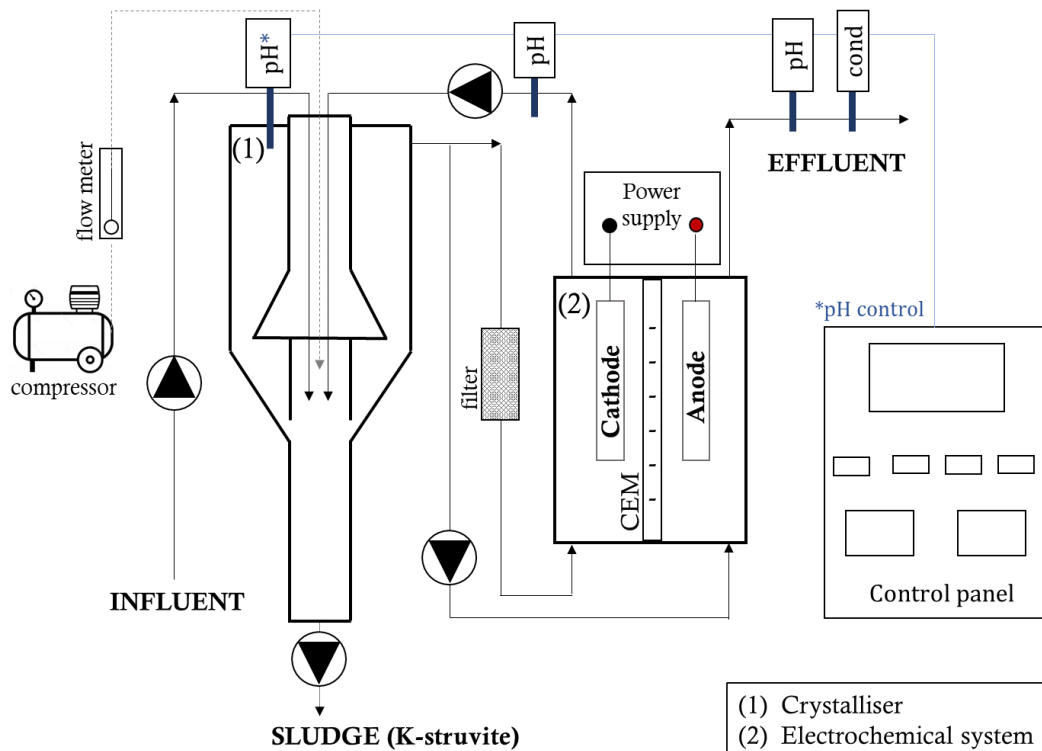 pH*
pH
pH
cond
(1)
EFFLUENT
flow meter
Power
supply
(2)
*pH control
compressor
filter
Cathode
Anode
CEM
INFLUENT
Control panel
SLUDGE (K-struvite)
(1) Crystalliser
(2) Electrochemical system